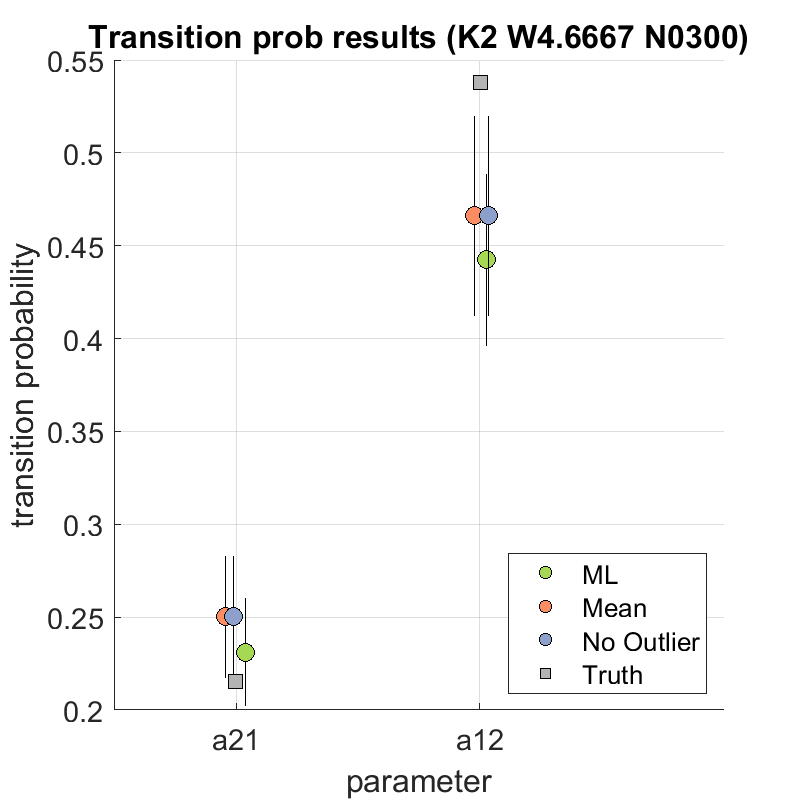 Transition prob results (K2 W4.6667 N0300)
0.55
0.5
0.45
0.4
0.35
0.3
0.25
0.2
transition probability
ML
Mean
No Outlier
Truth
a21
a12
parameter